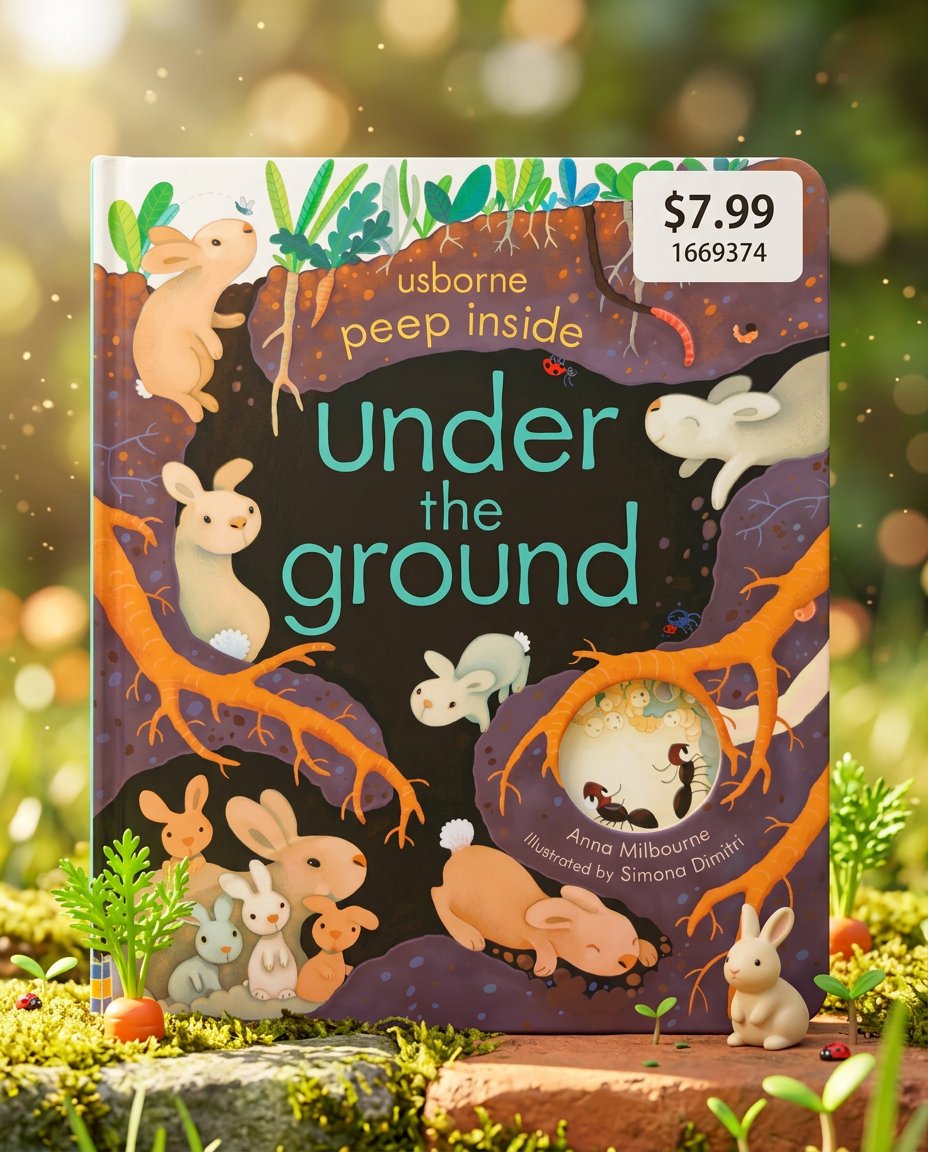 $7.99
1669374
usborne
peep inside
under
the
ground
Anna Milbourne
Illustrated by Simona Dimitri